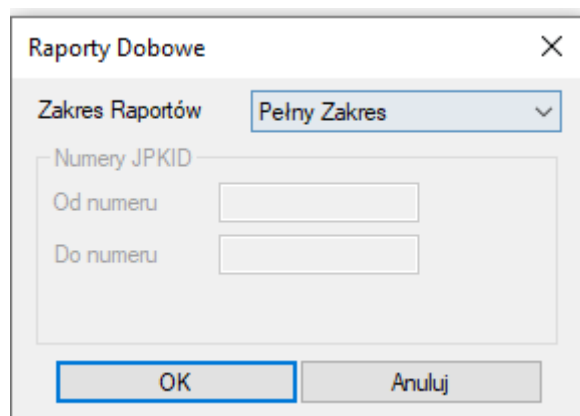 Raporty Dobowe
Zakres Raportów Pełny Zakres
Numery JPKID
Od numeru
Do numeru
OK Anuluj